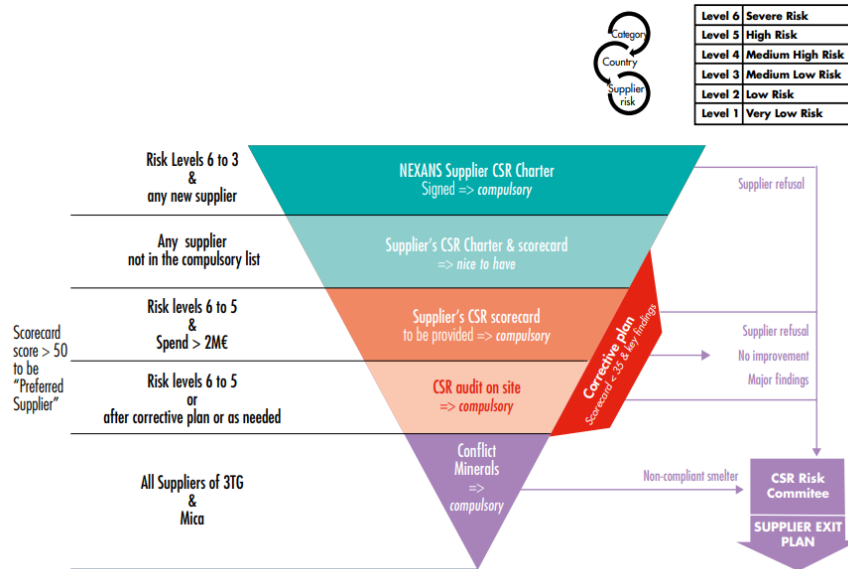 Category
Country
Supplier
risk
Level 6 Severe Risk
Level 5 High Risk
Level 4 Medium High Risk
Level 3 Medium Low Risk
Level 2 Low Risk
Level 1 Very Low Risk
Risk Levels 6 to 3
&
any new supplier
NEXANS Supplier CSR Charter
Signed => compulsory
Supplier refusal
Any supplier
not in the compulsory list
Supplier's CSR Charter & scorecard
=> nice to have
Scorecard
score > 50
to be
"Preferred
Supplier"
Risk levels 6 to 5
&
Spend > 2M€
Supplier's CSR scorecard
to be provided => compulsory
Corrective plan
Scorecard < 35 & key findings
Supplier refusal
No improvement
Major findings
Risk levels 6 to 5
or
after corrective plan or as needed
CSR audit on site
=> compulsory
All Suppliers of 3TG
&
Mica
Conflict
Minerals
=>
compulsory
Non-compliant smelter
CSR Risk
Commitee
SUPPLIER EXIT
PLAN